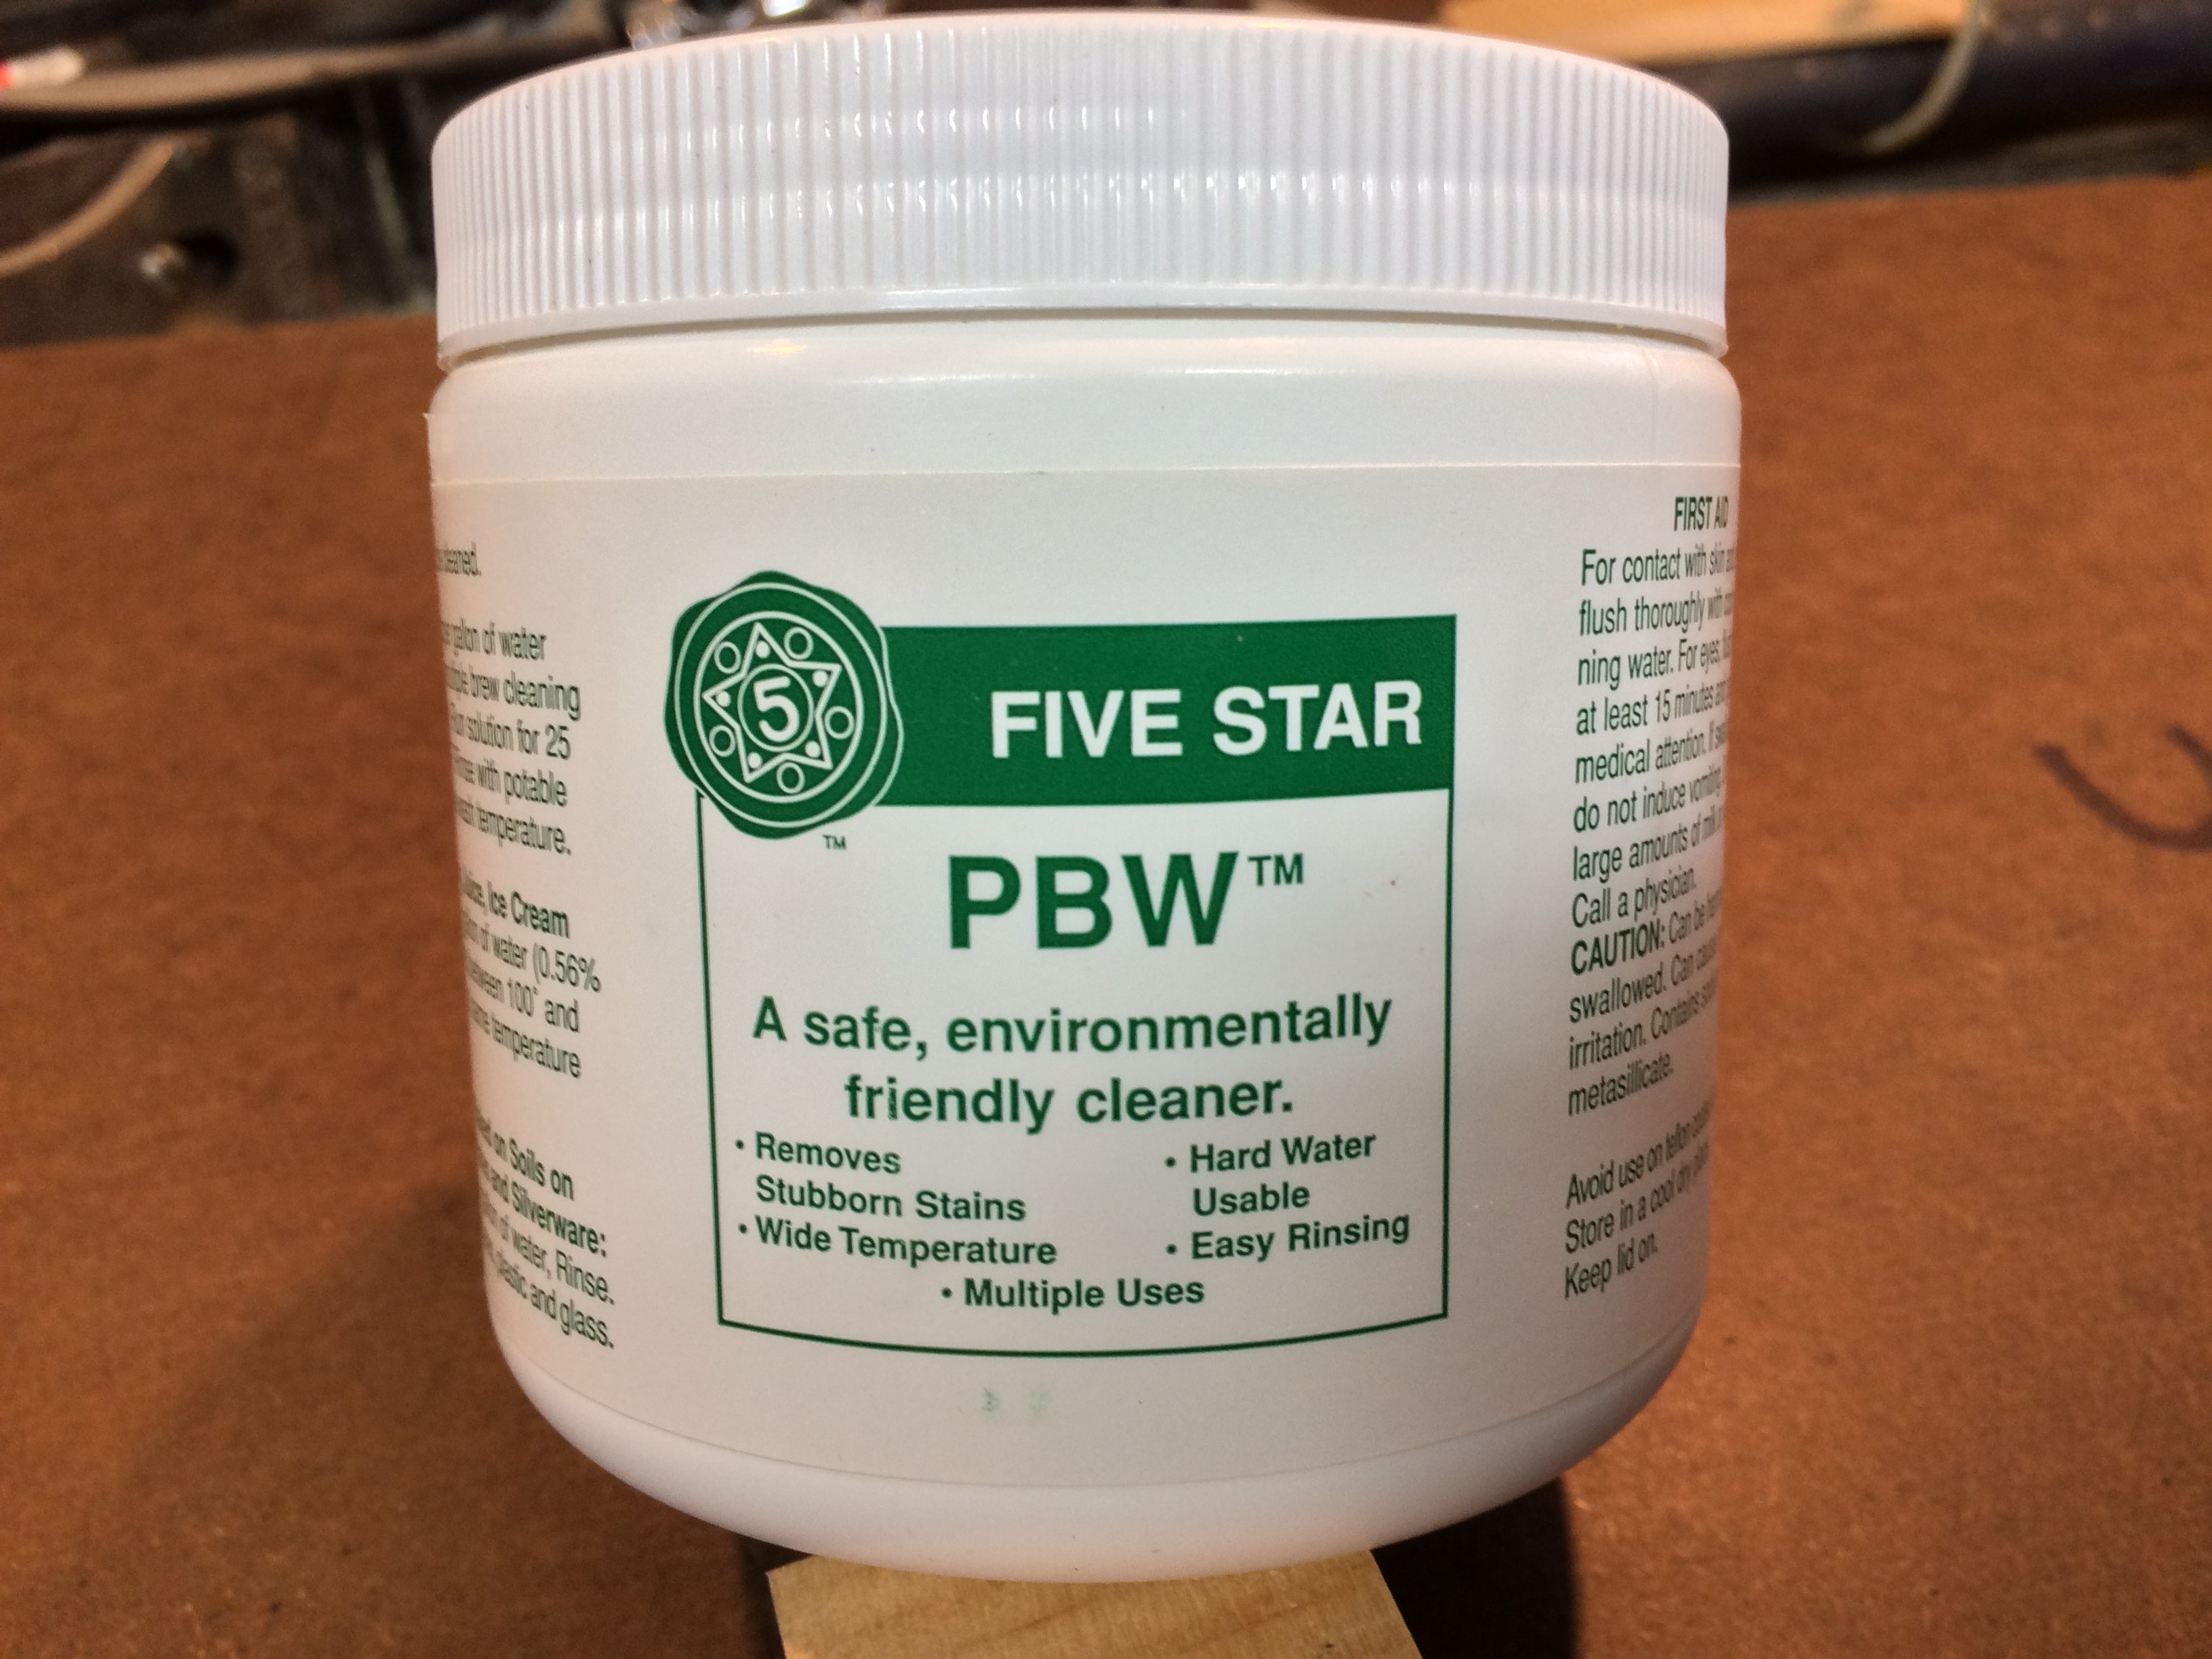 cleaned.
gallon of water
brew cleaning
solution for 25
with potable
temperature.
Juice, Ice Cream
of water (0.56%
between 100° and
temperature
on Soils on
and Silverware:
of water, Rinse.
plastic and glass.
5
TM
FIVE STAR
PBW™
A safe, environmentally
friendly cleaner.
• Removes
Stubborn Stains
• Wide Temperature
• Hard Water
Usable
• Easy Rinsing
• Multiple Uses
FIRST AID
For contact with skin
flush thoroughly with
ning water. For eyes,
at least 15 minutes
medical attention. If
do not induce vomiting
large amounts of milk
Call a physician.
CAUTION: Can be
swallowed. Can
irritation. Contains
metasillicate.
Avoid use on teflon
Store in a cool dry
Keep lid on.